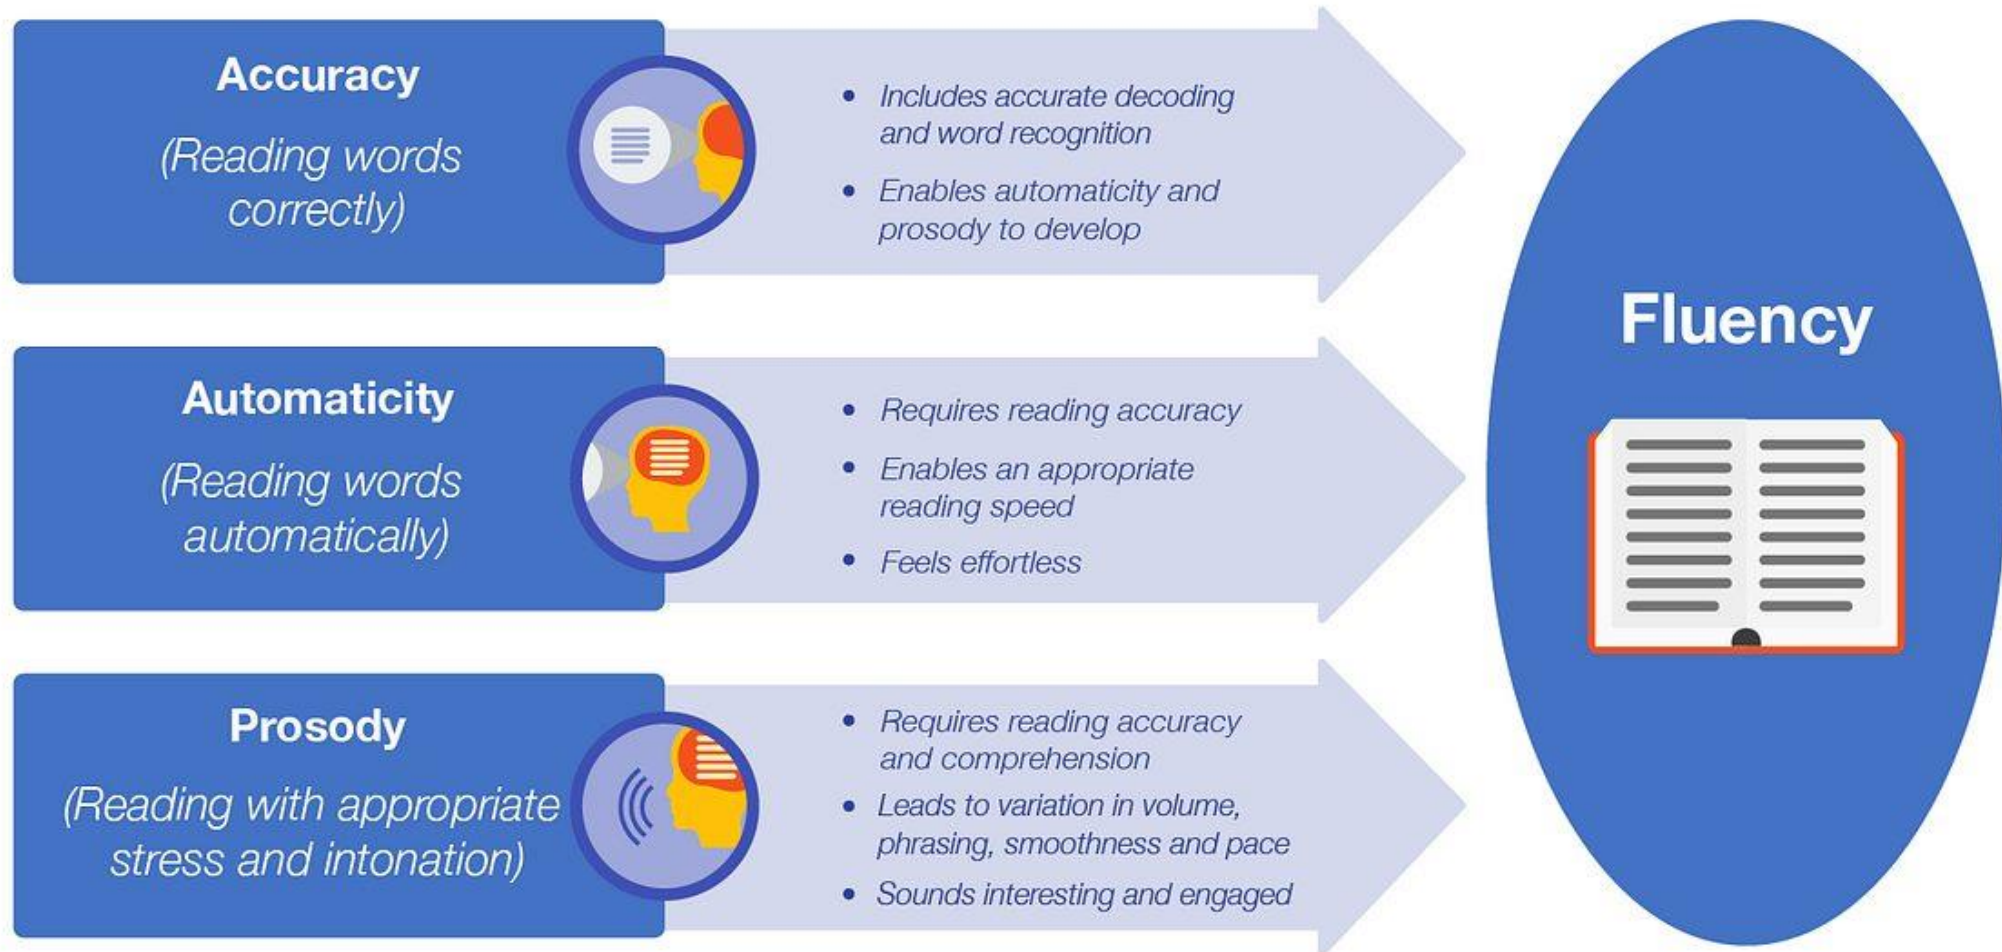 Accuracy
(Reading words
correctly)
• Includes accurate decoding
and word recognition
• Enables automaticity and
prosody to develop
Automaticity
(Reading words
automatically)
• Requires reading accuracy
• Enables an appropriate
reading speed
• Feels effortless
Prosody
(Reading with appropriate
stress and intonation)
• Requires reading accuracy
and comprehension
• Leads to variation in volume,
phrasing, smoothness and pace
• Sounds interesting and engaged
Fluency